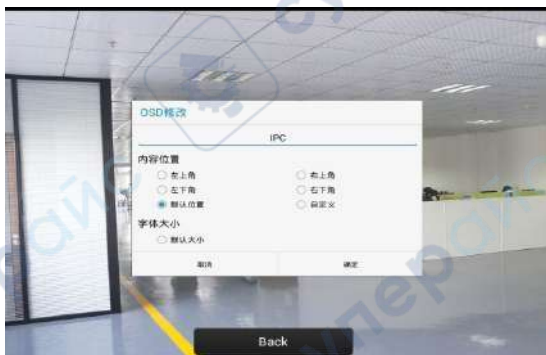 OSD修改
IPC
内容位置
左上角 右上角
左下角 右下角
默认位置 自定义
字体大小
默认大小
取消 确定
Back